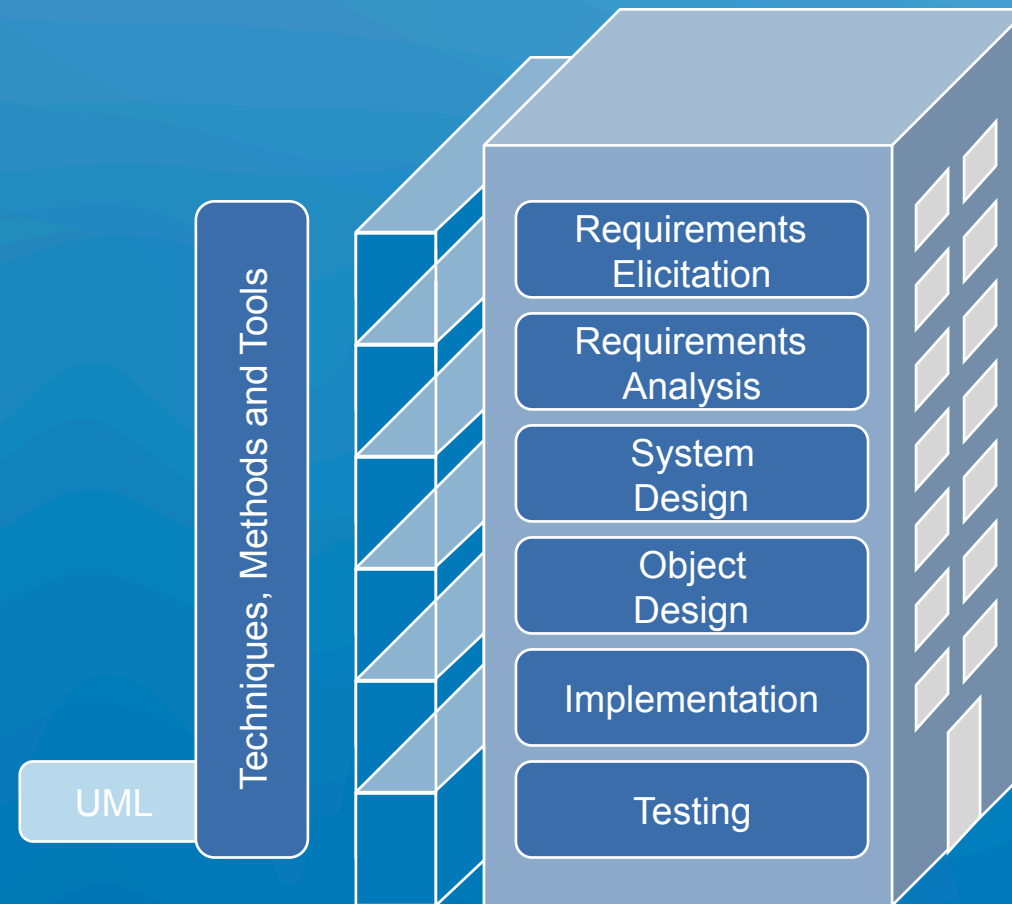 Techniques, Methods and Tools
UML
Requirements
Elicitation
Requirements
Analysis
System
Design
Object
Design
Implementation
Testing